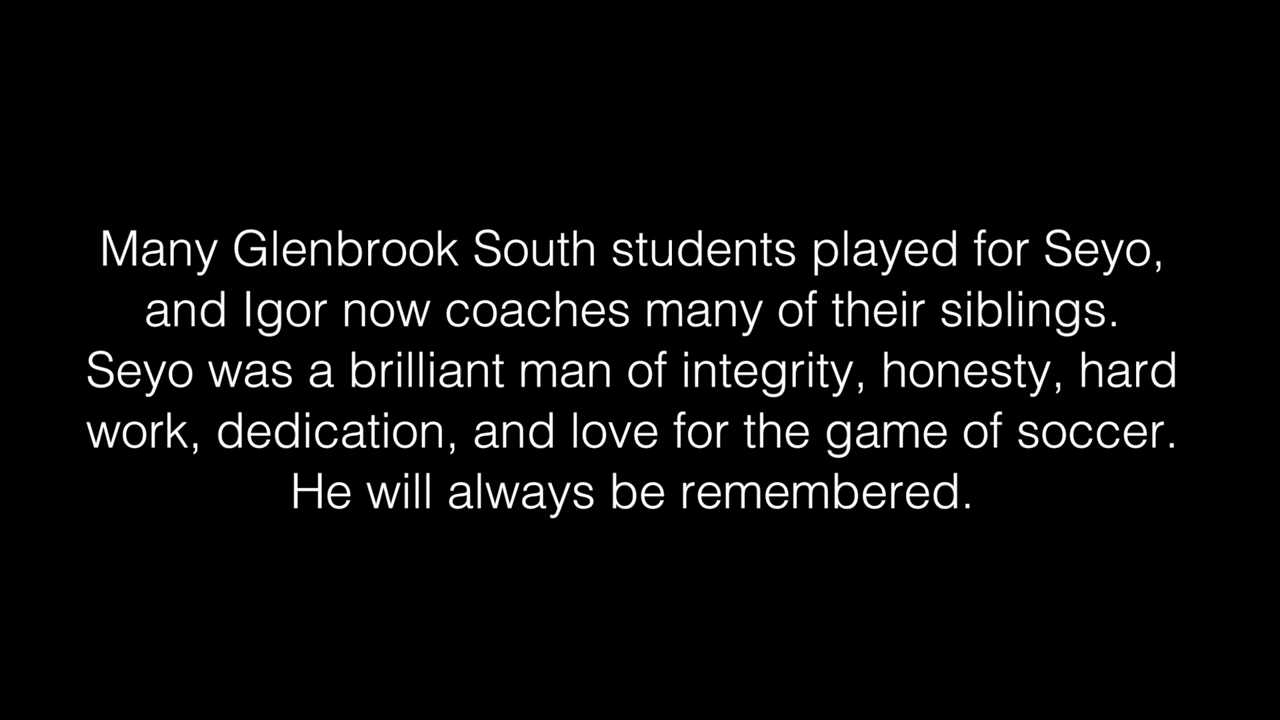 Many Glenbrook South students played for Seyo,
and Igor now coaches many of their siblings.
Seyo was a brilliant man of integrity, honesty, hard
work, dedication, and love for the game of soccer.
He will always be remembered.